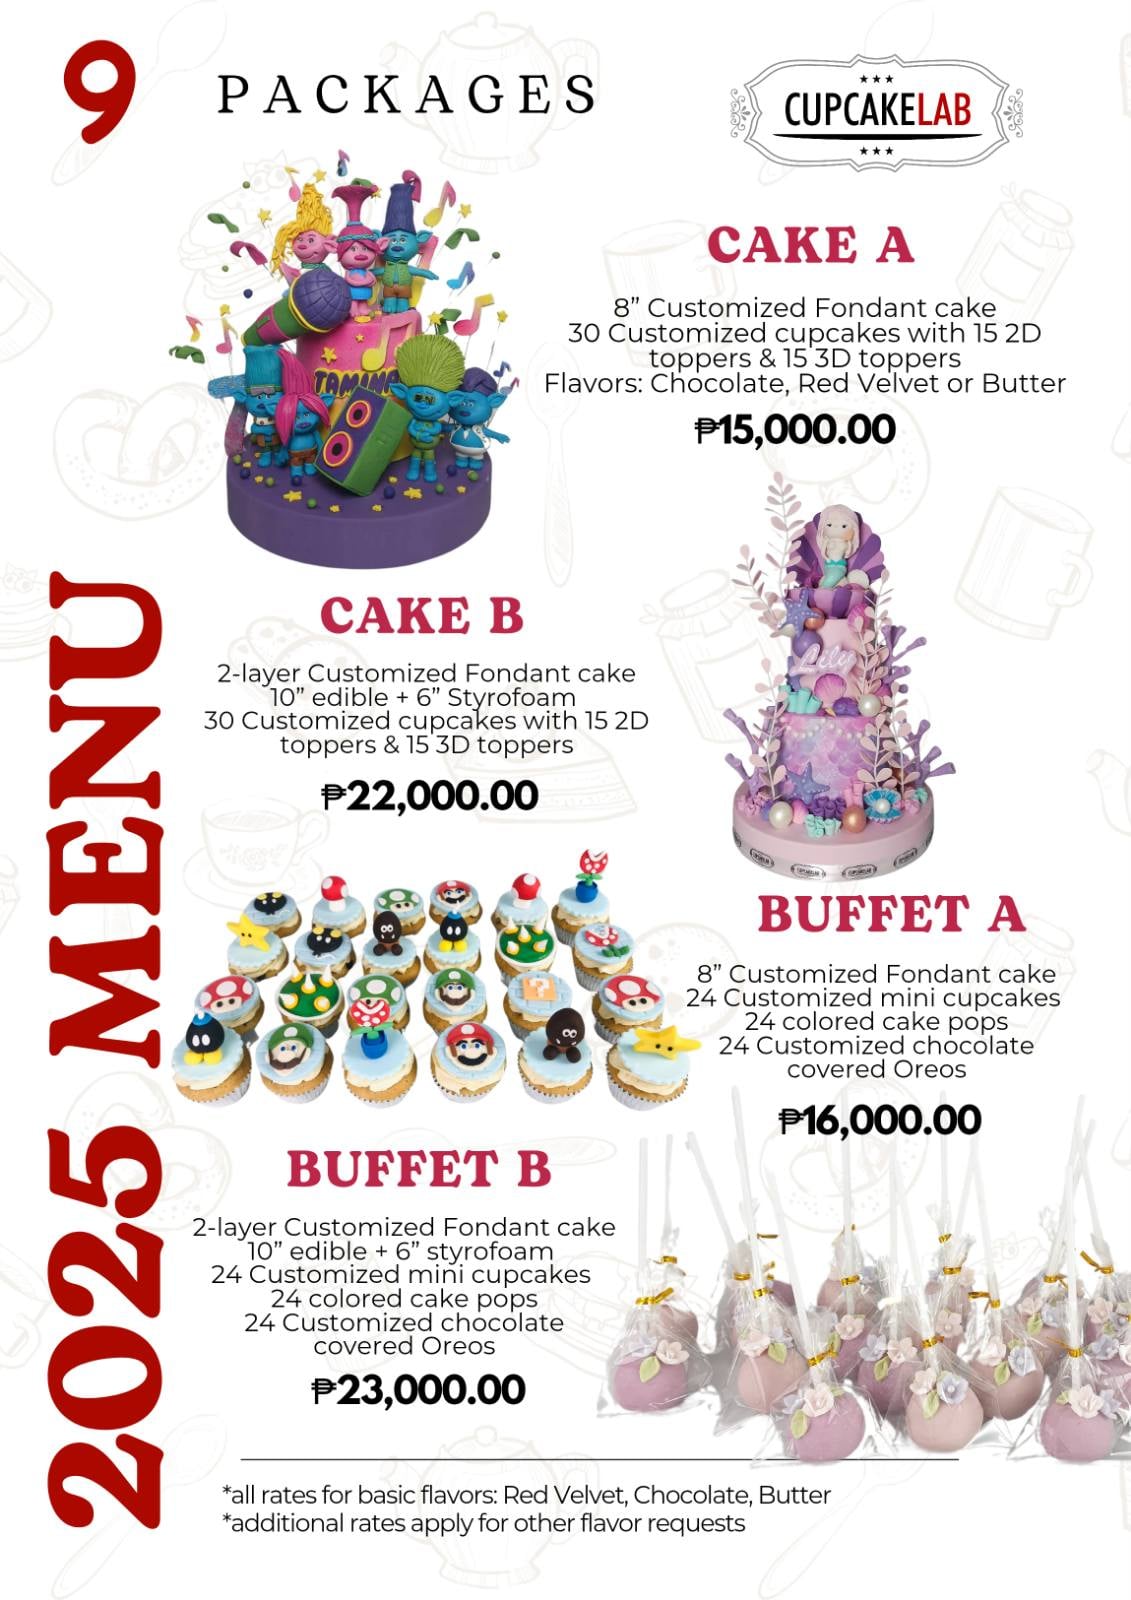 9
PACKAGES
★★★
CUPCAKELAB
★★★
CAKE A
8” Customized Fondant cake
30 Customized cupcakes with 15 2D
toppers & 15 3D toppers
Flavors: Chocolate, Red Velvet or Butter
₱15,000.00
TAMINA
CAKE B
2-layer Customized Fondant cake
10” edible + 6” Styrofoam
30 Customized cupcakes with 15 2D
toppers & 15 3D toppers
₱22,000.00
Lily
CUPCAKELAB
CUPCAKELAB
BUFFET A
8” Customized Fondant cake
24 Customized mini cupcakes
24 colored cake pops
24 Customized chocolate
covered Oreos
₱16,000.00
?
M
BUFFET B
2-layer Customized Fondant cake
10” edible + 6” styrofoam
24 Customized mini cupcakes
24 colored cake pops
24 Customized chocolate
covered Oreos
₱23,000.00
2025 MENU
*all rates for basic flavors: Red Velvet, Chocolate, Butter
*additional rates apply for other flavor requests